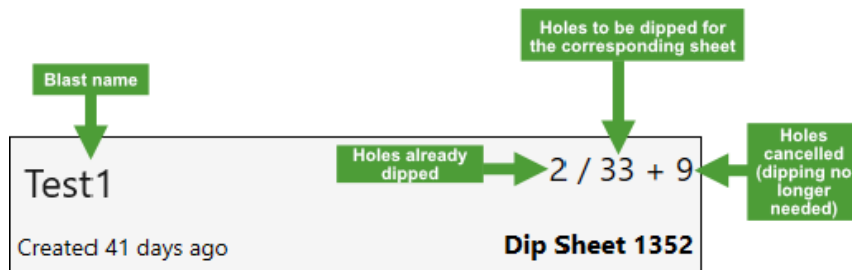 Holes to be dipped for
the corresponding sheet
Blast name
Holes already
dipped
Holes
cancelled
(dipping no
longer
needed)
Test1
2 / 33 + 9
Created 41 days ago
Dip Sheet 1352